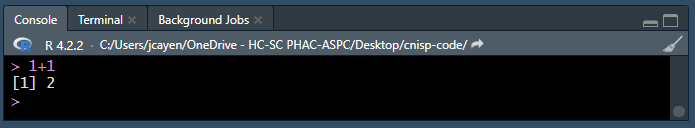 Console Terminal × Background Jobs ×
R R 4.2.2 · C:/Users/jcayen/OneDrive - HC-SC PHAC-ASPC/Desktop/cnisp-code/
> 1+1
[1] 2
>